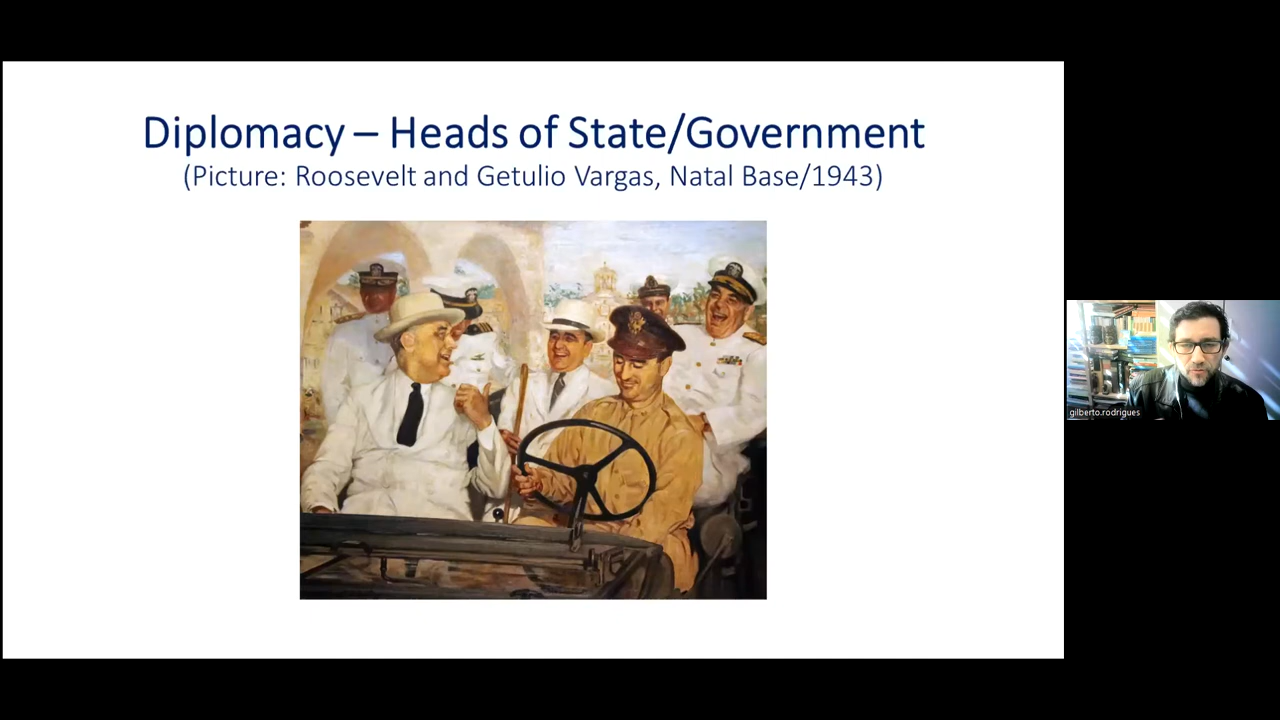 Diplomacy – Heads of State/Government
(Picture: Roosevelt and Getulio Vargas, Natal Base/1943)
gilberto.rodrigues